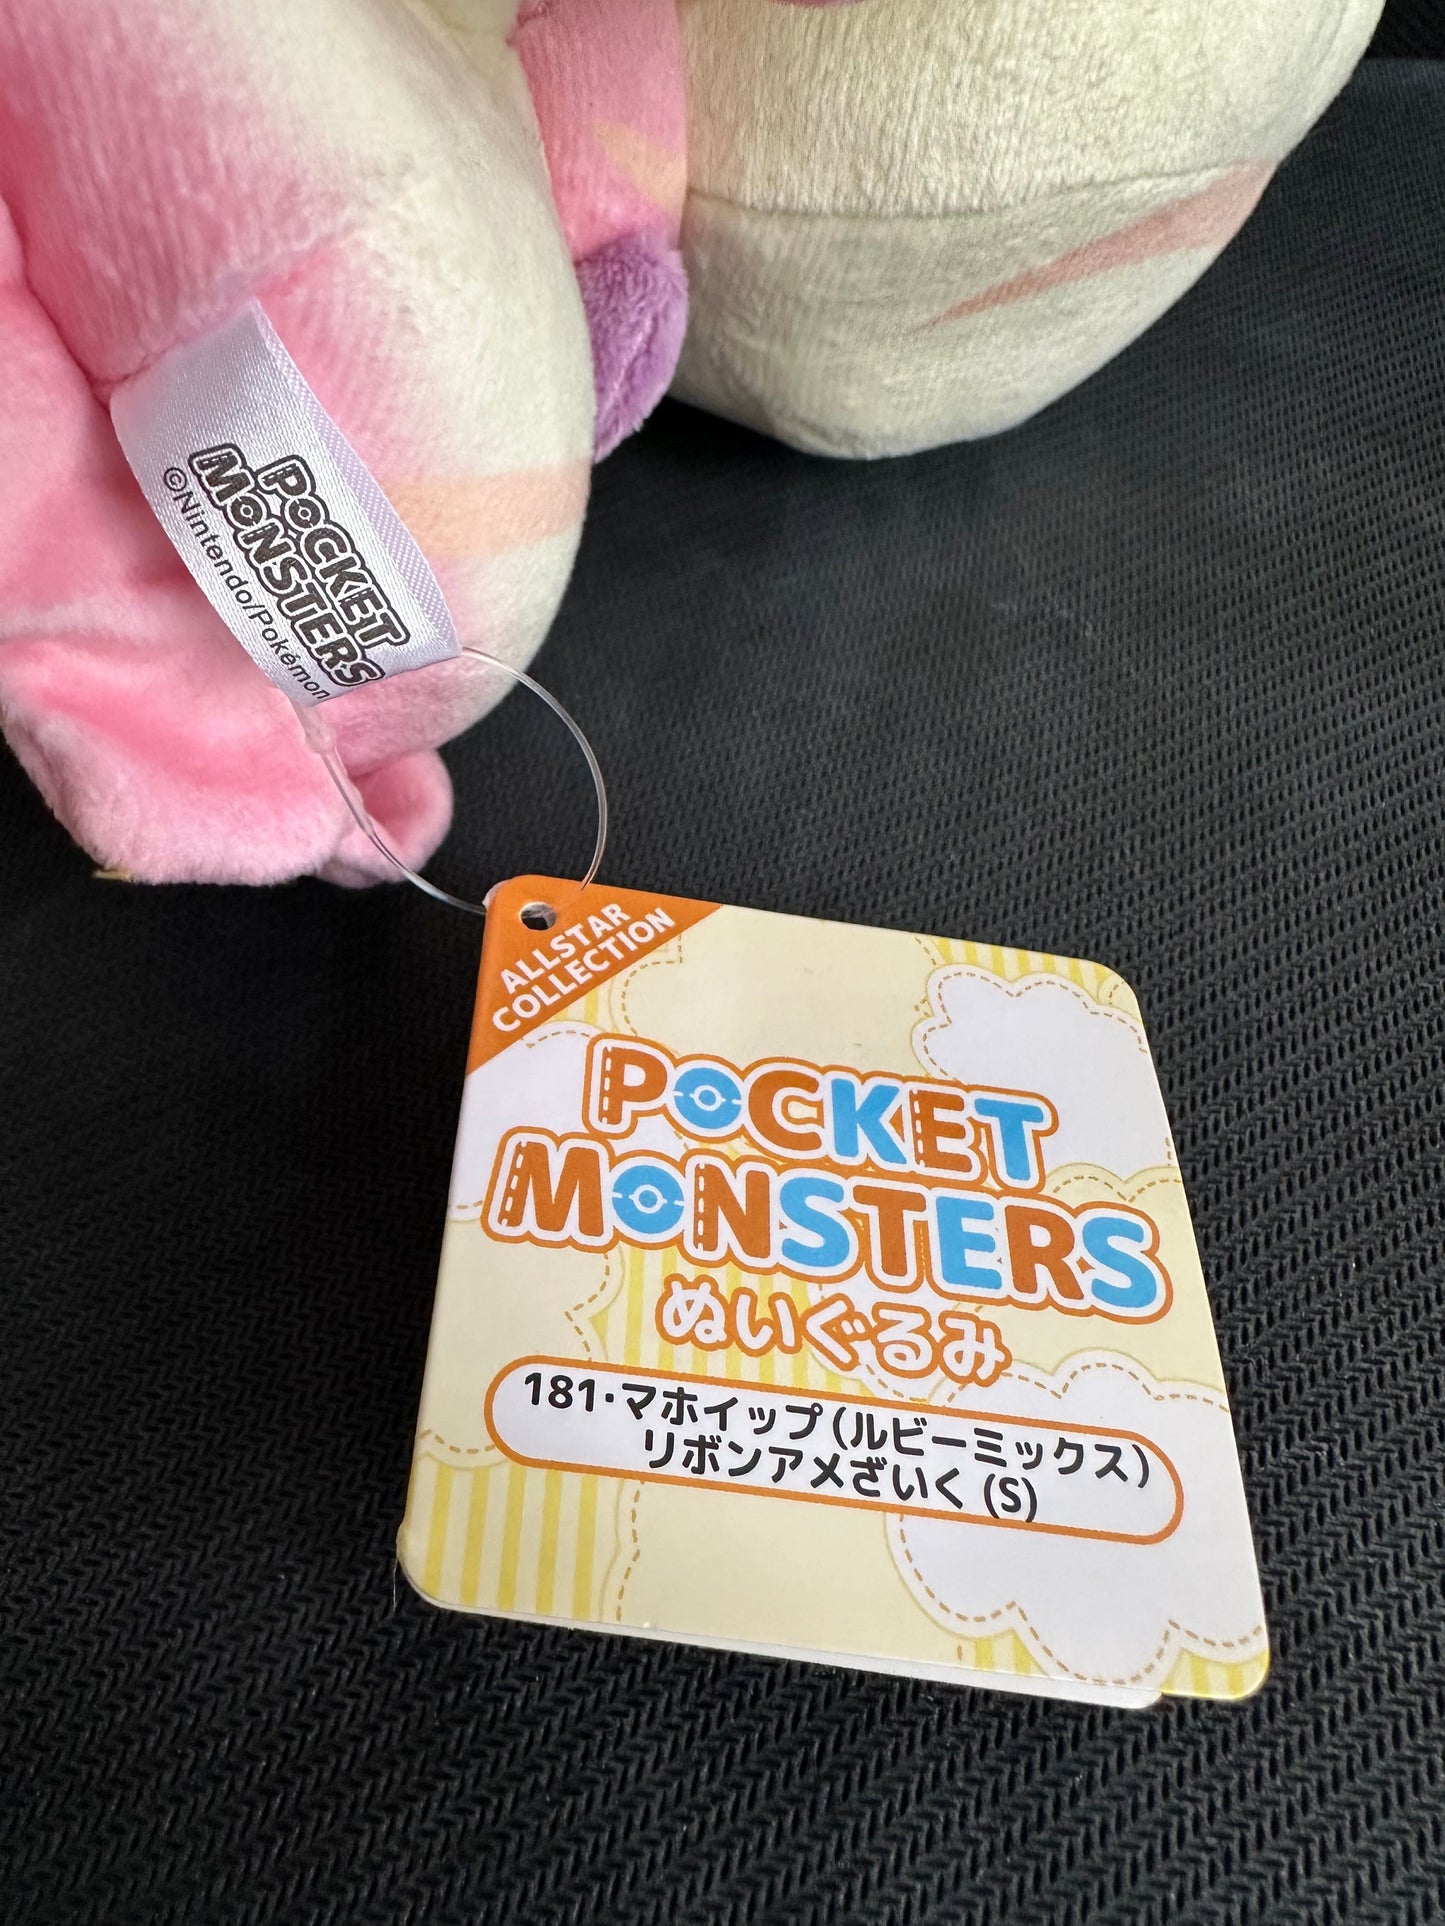 POCKET
MONSTERS
©Nintendo/Pokémon
ALLSTAR
COLLECTION
POCKET
MONSTERS
ぬいぐるみ
181・マホイップ(ルビーミックス)
リボンアメざいく(S)